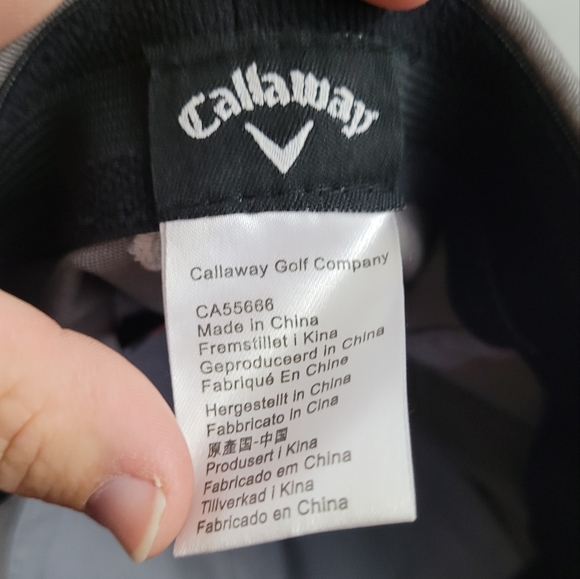 Callaway
Callaway Golf Company
CA55666
Made in China
Fremstillet i Kina
Geproduceerd in China
Fabriqué En Chine
Hergestellt in China
Fabbricato in Cina
原產国-中国
Produsert i Kina
Fabricado em China
Tillverkad i Kina
Fabricado en China